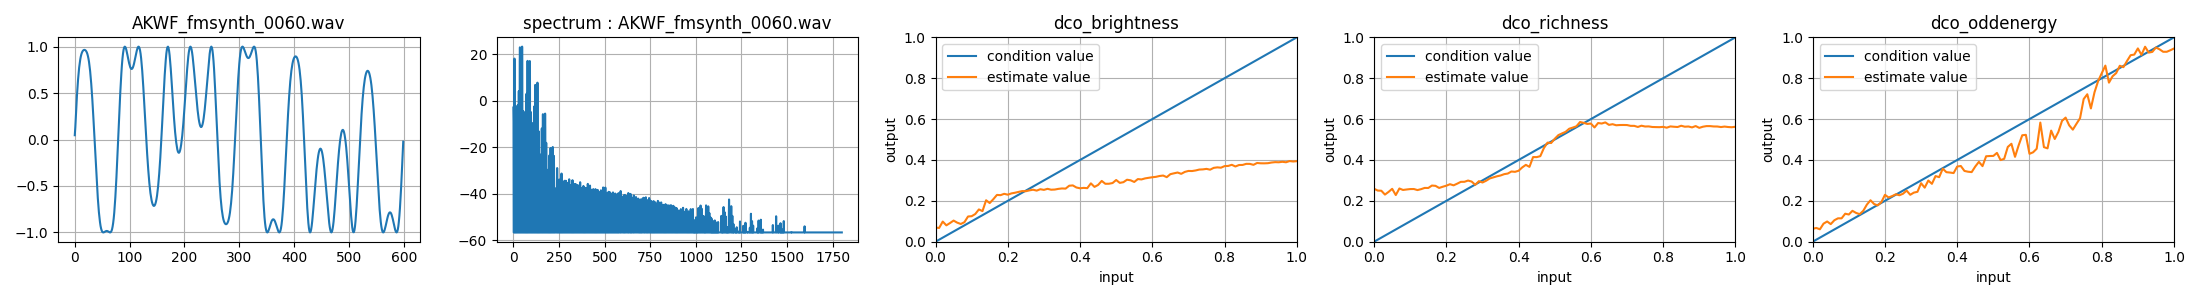 AKWF_fmsynth_0060.wav
1.0
0.5
0.0
−0.5
−1.0
0 100 200 300 400 500 600
spectrum : AKWF_fmsynth_0060.wav
20
0
−20
−40
−60
0 250 500 750 1000 1250 1500 1750
dco_brightness
condition value
estimate value
output
1.0
0.8
0.6
0.4
0.2
0.0
0.0 0.2 0.4 0.6 0.8 1.0
input
dco_richness
condition value
estimate value
output
1.0
0.8
0.6
0.4
0.2
0.0
0.0 0.2 0.4 0.6 0.8 1.0
input
dco_oddenergy
condition value
estimate value
output
1.0
0.8
0.6
0.4
0.2
0.0
0.0 0.2 0.4 0.6 0.8 1.0
input